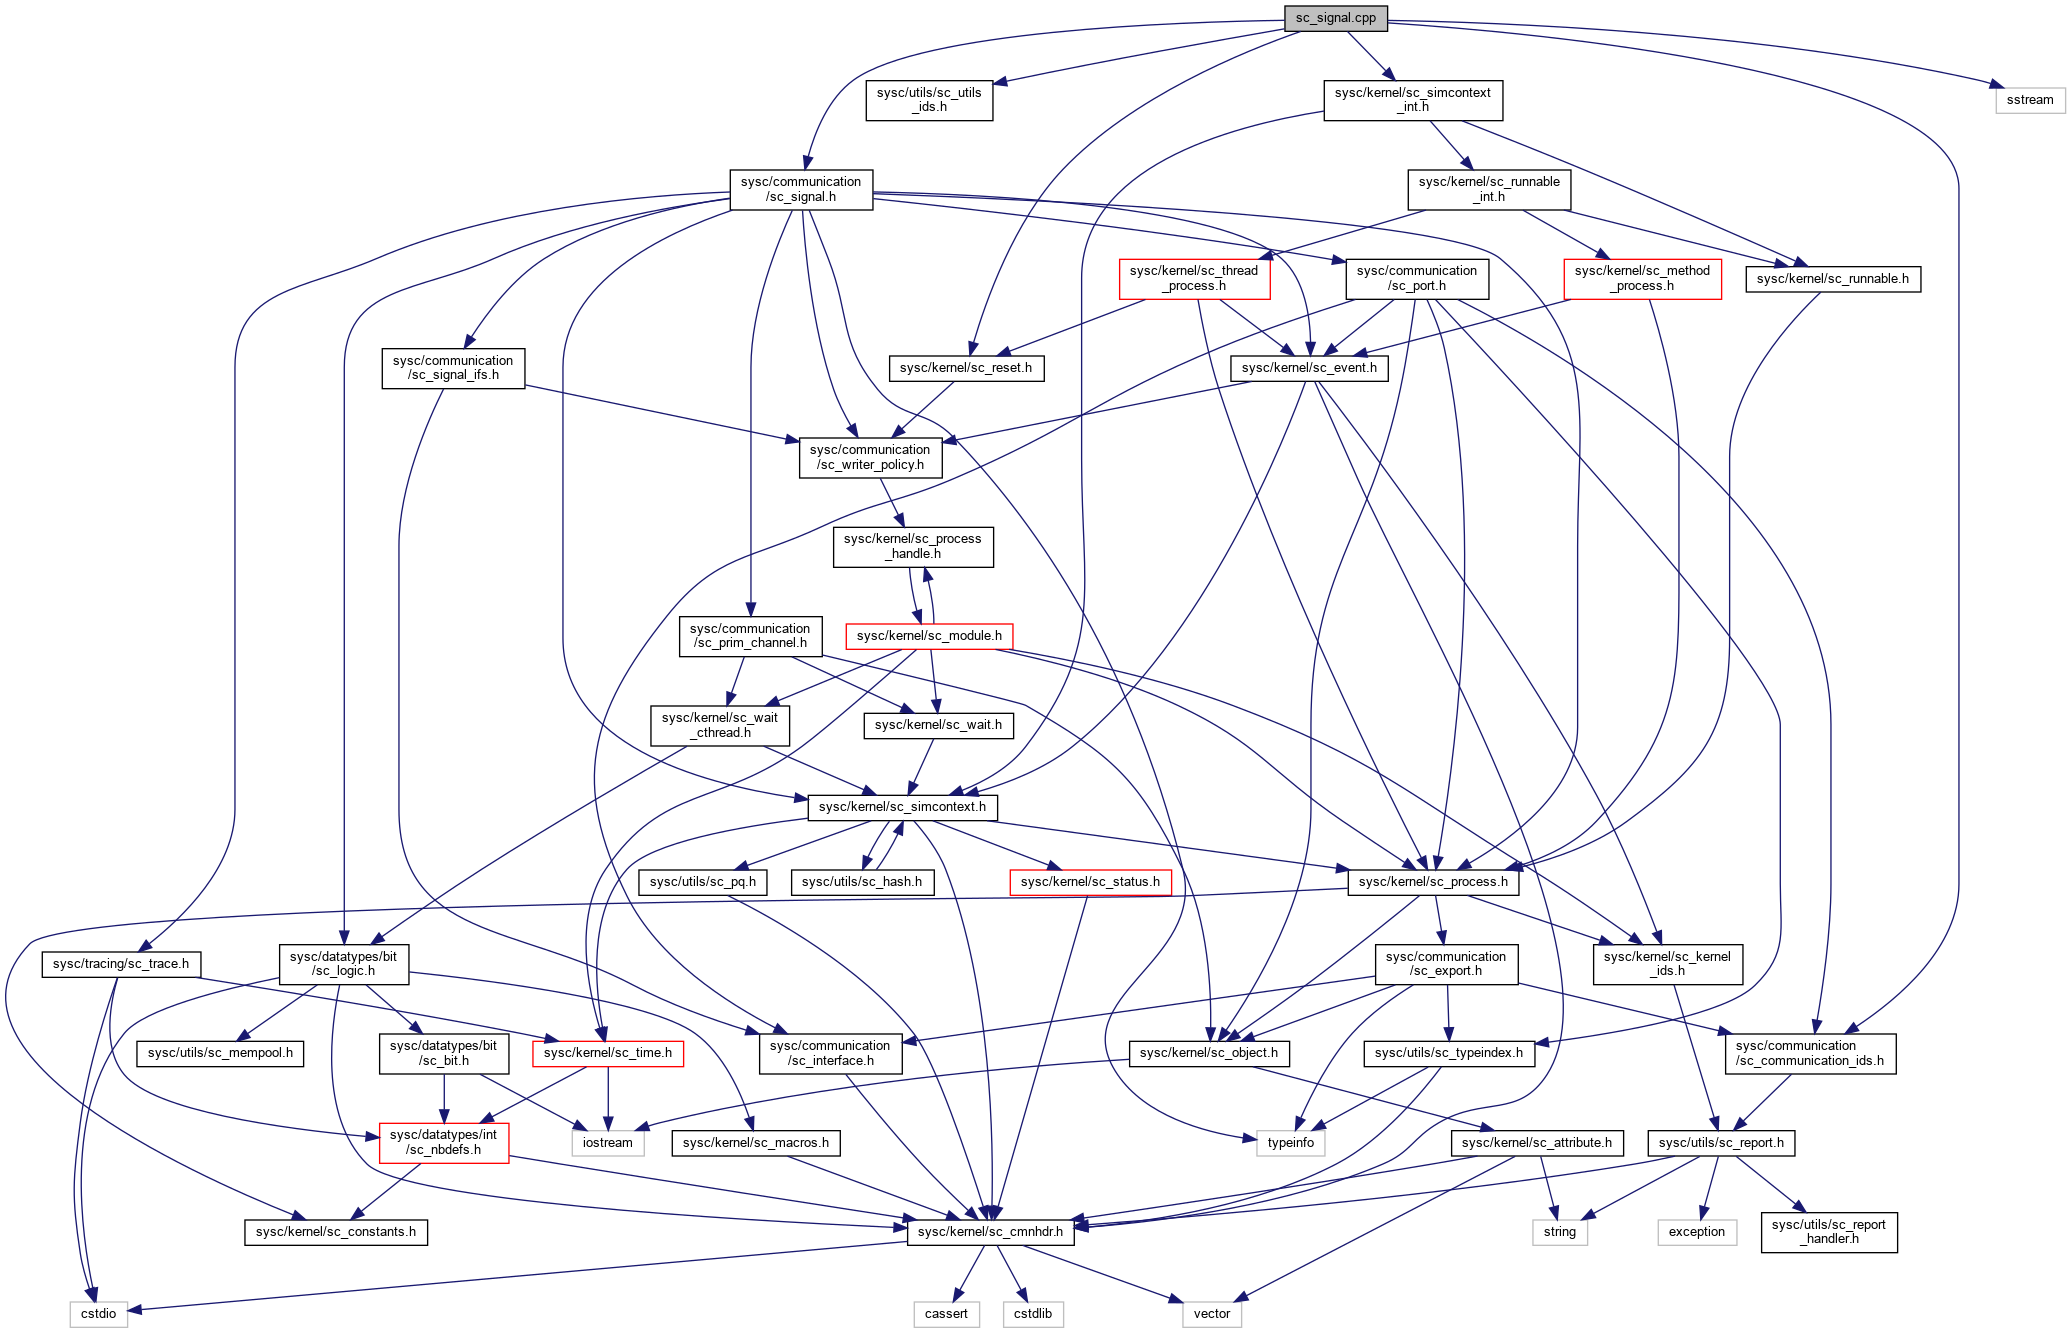 sc_signal.cpp
sysc/utils/sc_utils
_ids.h
sysc/kernel/sc_simcontext
_int.h
sstream
sysc/communication
/sc_signal.h
sysc/kernel/sc_runnable
_int.h
sysc/kernel/sc_thread
_process.h
sysc/communication
/sc_port.h
sysc/kernel/sc_method
_process.h
sysc/kernel/sc_runnable.h
sysc/communication
/sc_signal_ifs.h
sysc/kernel/sc_reset.h
sysc/kernel/sc_event.h
sysc/communication
/sc_writer_policy.h
sysc/kernel/sc_process
_handle.h
sysc/communication
/sc_prim_channel.h
sysc/kernel/sc_module.h
sysc/kernel/sc_wait
_cthread.h
sysc/kernel/sc_wait.h
sysc/kernel/sc_simcontext.h
sysc/utils/sc_pq.h
sysc/utils/sc_hash.h
sysc/kernel/sc_status.h
sysc/kernel/sc_process.h
sysc/tracing/sc_trace.h
sysc/datatypes/bit
/sc_logic.h
sysc/communication
/sc_export.h
sysc/kernel/sc_kernel
_ids.h
sysc/utils/sc_mempool.h
sysc/datatypes/bit
/sc_bit.h
sysc/kernel/sc_time.h
sysc/communication
/sc_interface.h
sysc/kernel/sc_object.h
sysc/utils/sc_typeindex.h
sysc/communication
/sc_communication_ids.h
sysc/datatypes/int
/sc_nbdefs.h
iostream
sysc/kernel/sc_macros.h
typeinfo
sysc/kernel/sc_attribute.h
sysc/utils/sc_report.h
sysc/kernel/sc_constants.h
sysc/kernel/sc_cmnhdr.h
string
exception
sysc/utils/sc_report
_handler.h
cstdio
cassert
cstdlib
vector